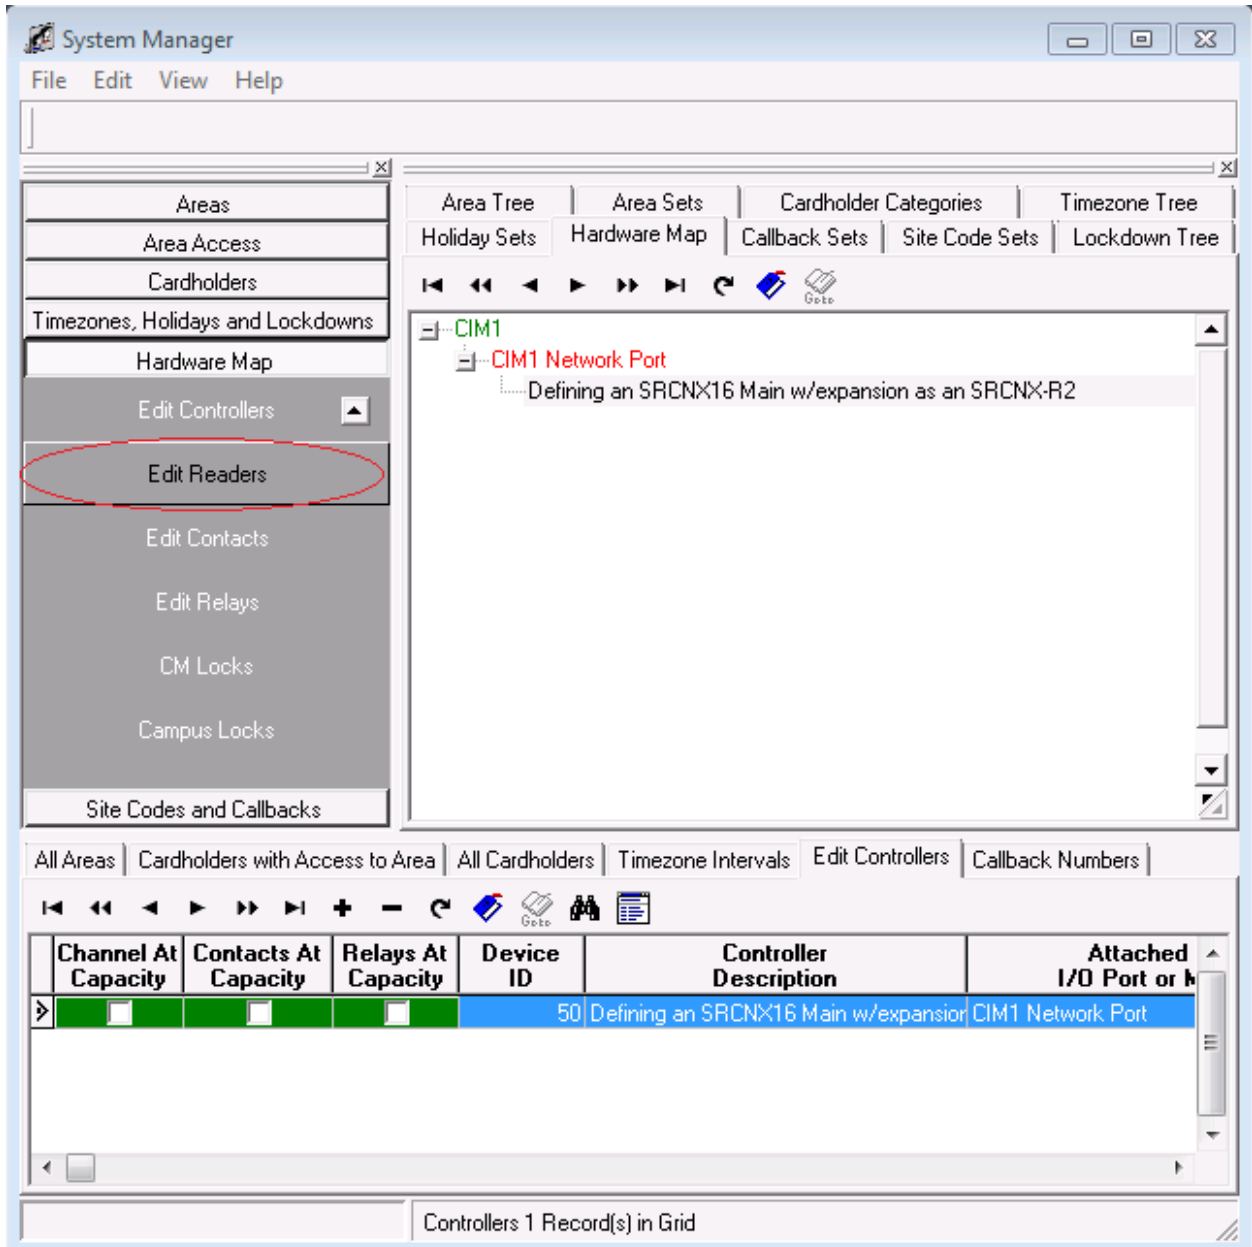 System Manager
File Edit View Help
Areas
Area Access
Cardholders
Timezones, Holidays and Lockdowns
Hardware Map
Edit Controllers
Edit Readers
Edit Contacts
Edit Relays
CM Locks
Campus Locks
Site Codes and Callbacks
Area Tree Area Sets Cardholder Categories Timezone Tree
Holiday Sets Hardware Map Callback Sets Site Code Sets Lockdown Tree
Goto
CIM1
CIM1 Network Port
Defining an SRCNX16 Main w/expansion as an SRCNX-R2
All Areas Cardholders with Access to Area All Cardholders Timezone Intervals Edit Controllers Callback Numbers
Goto
Channel At Contacts At Relays At Device Controller Attached
Capacity Capacity Capacity ID Description I/O Port or
50 Defining an SRCNX16 Main w/expansion CIM1 Network Port
Controllers 1 Record(s) in Grid